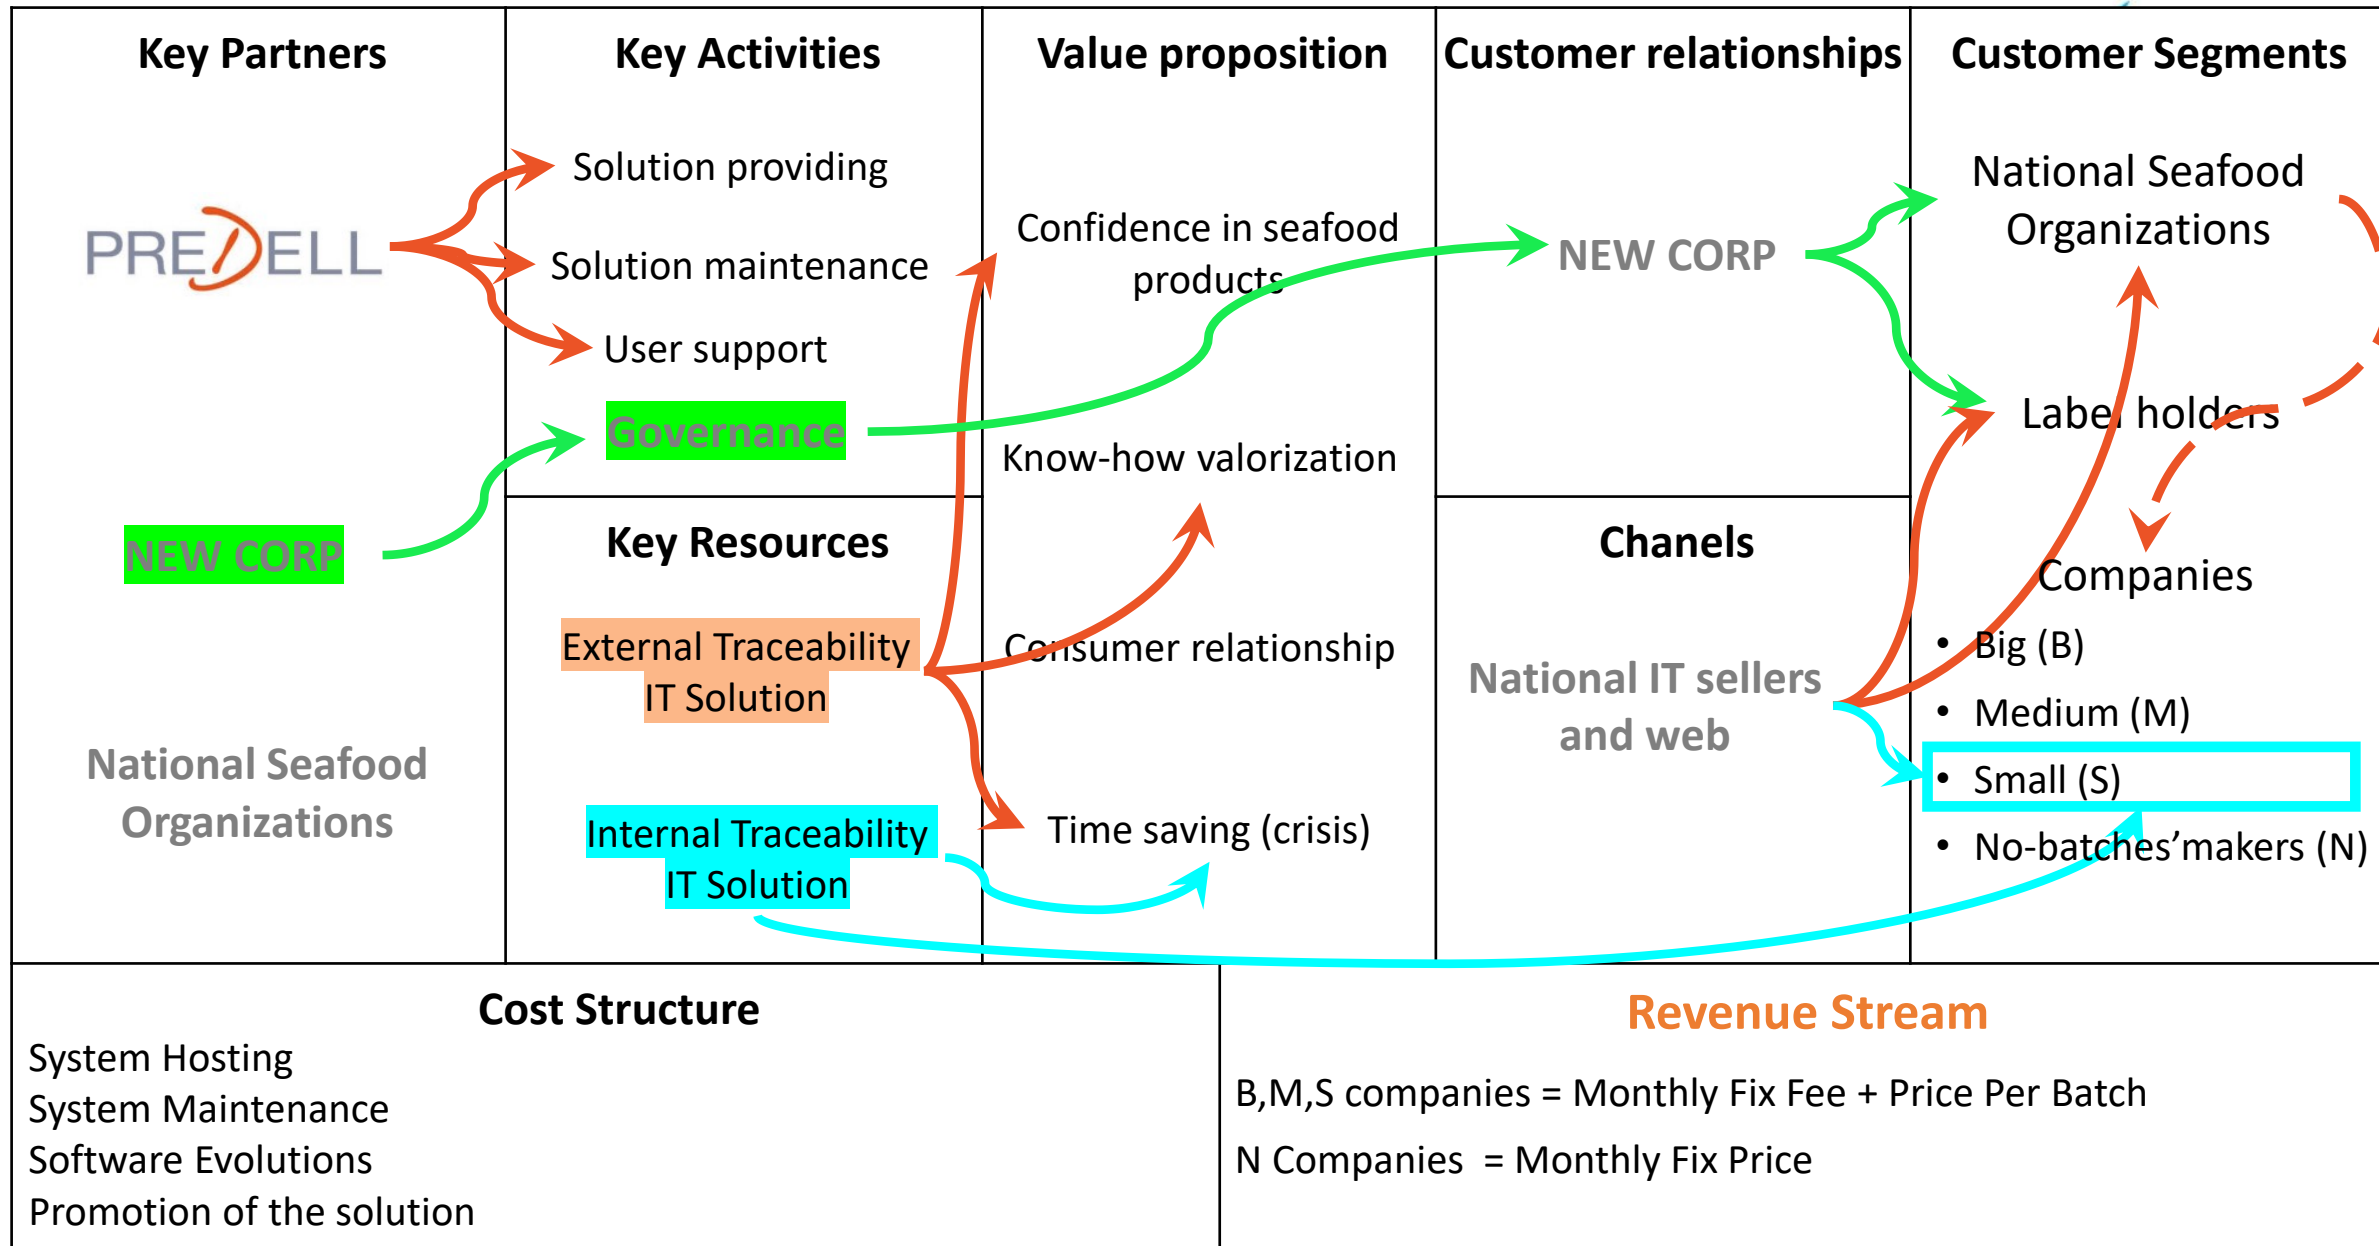 Key Partners
PREDELL
NEW CORP
National Seafood
Organizations
Key Activities
Solution providing
Solution maintenance
User support
Governance
Key Resources
External Traceability
IT Solution
Internal Traceability
IT Solution
Value proposition
Confidence in seafood
products
Know-how valorization
Consumer relationship
Time saving (crisis)
Customer relationships
NEW CORP
Chanels
National IT sellers
and web
Customer Segments
National Seafood
Organizations
Label holders
Companies
• Big (B)
• Medium (M)
• Small (S)
• No-batches’makers (N)
Cost Structure
System Hosting
System Maintenance
Software Evolutions
Promotion of the solution
Revenue Stream
B,M,S companies = Monthly Fix Fee + Price Per Batch
N Companies = Monthly Fix Price